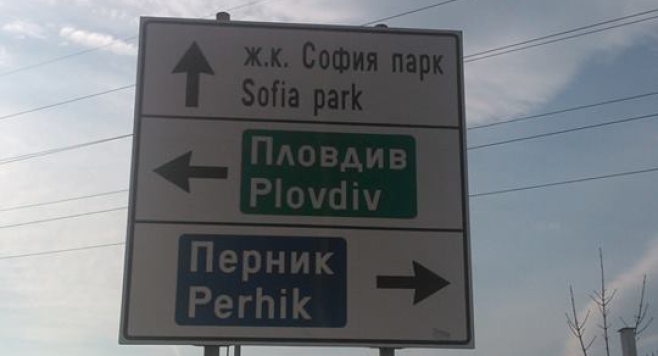 ж.к. София парк
Sofia park
Пловдив
Plovdiv
Перник
Perhik